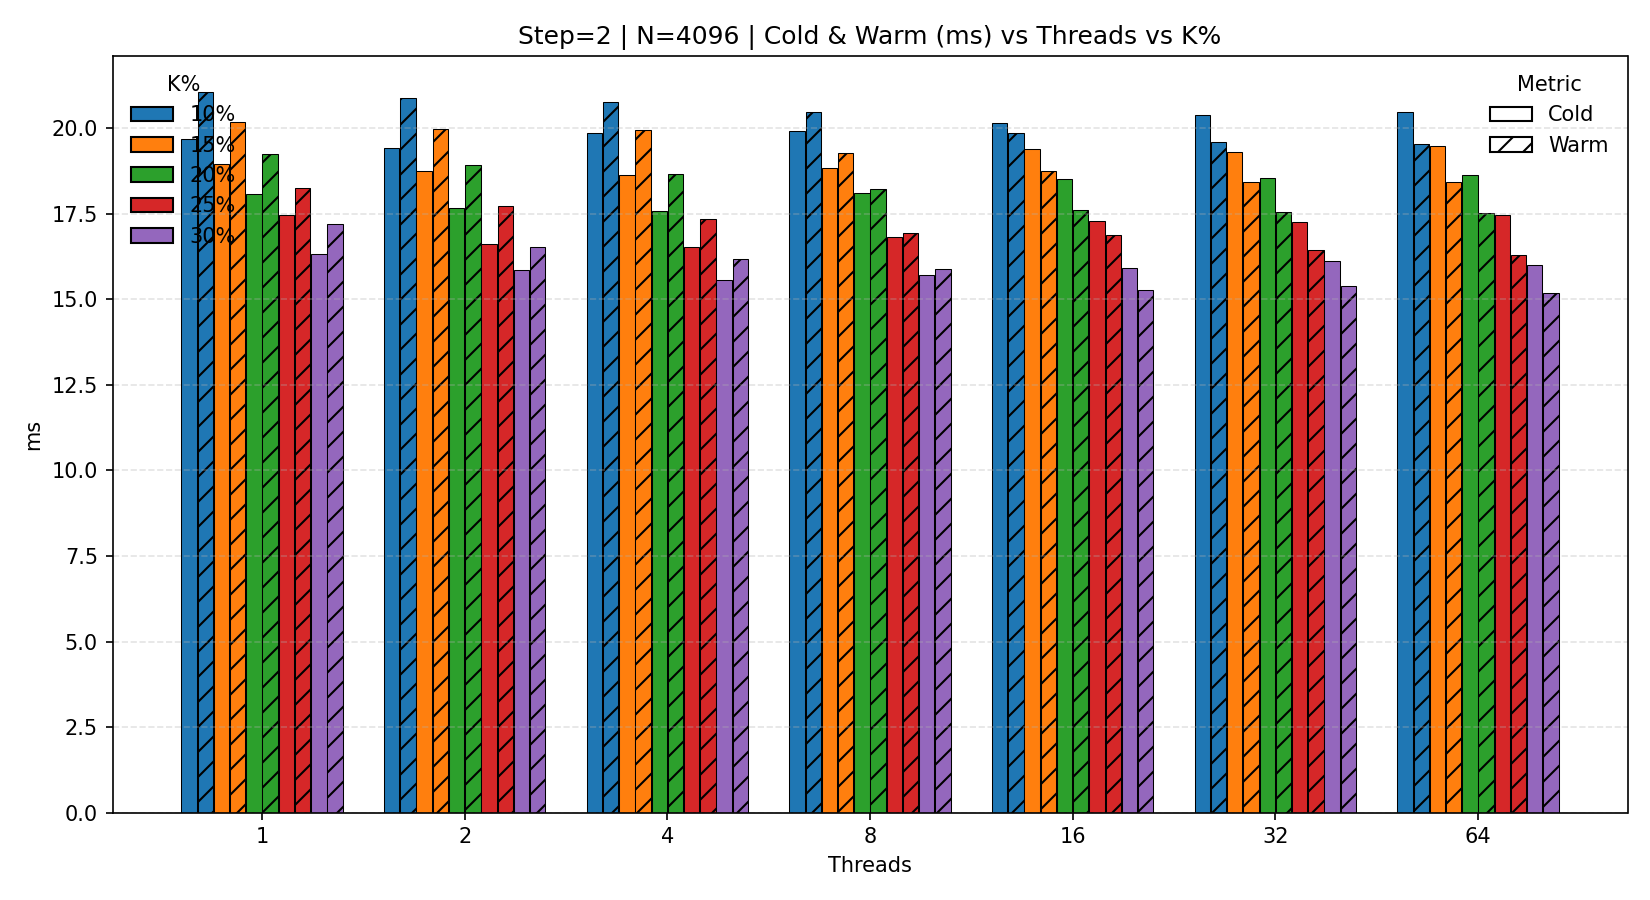 Step=2 | N=4096 | Cold & Warm (ms) vs Threads vs K%
K%
10%
15%
20%
25%
30%
Metric
Cold
Warm
20.0
17.5
15.0
12.5
10.0
7.5
5.0
2.5
0.0
ms
1 2 4 8 16 32 64
Threads